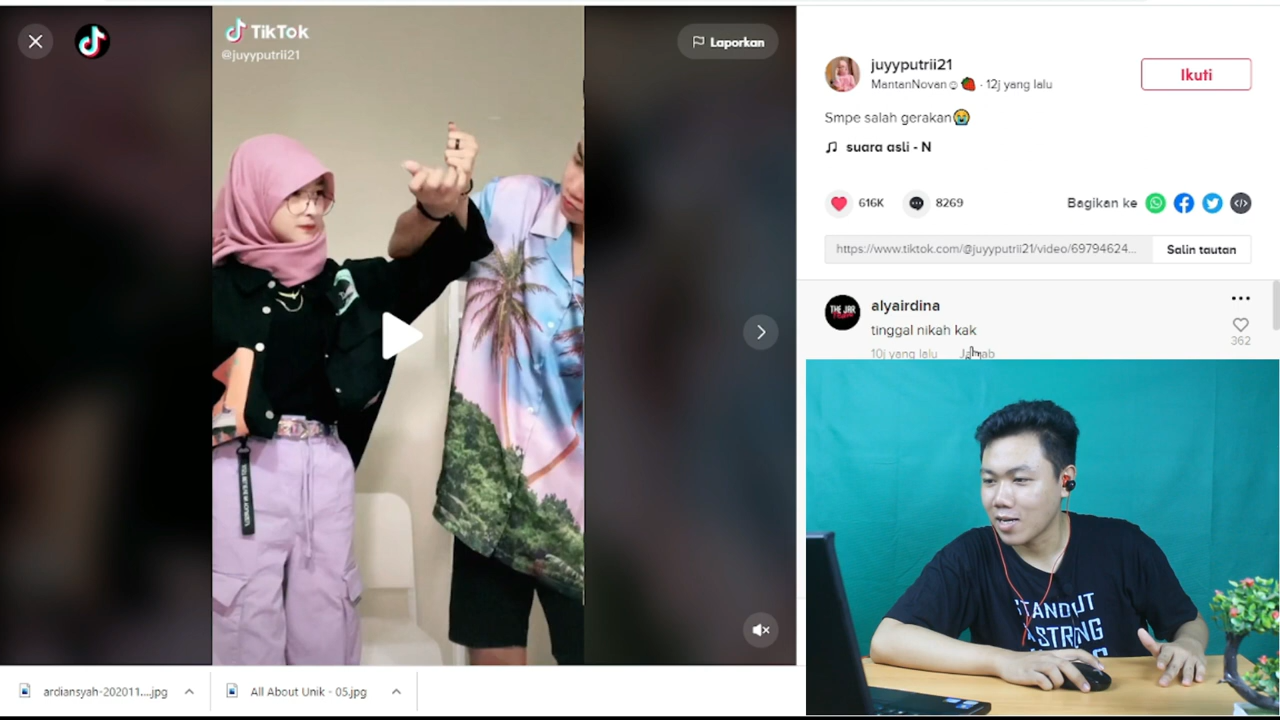 TikTok
@juyyputrii21
Laporkan
juyyputrii21
MantanNovan☺🍓 · 12j yang lalu
Ikuti
Smpe salah gerakan😭
suara asli - N
616K
8269
Bagikan ke
https://www.tiktok.com/@juyyputrii21/video/69794624...
Salin tautan
THE JAR
alyairdina
tinggal nikah kak
362
10j yang lalu
STANDOUT
STRONG
ardiansyah-202011....jpg
All About Unik - 05.jpg